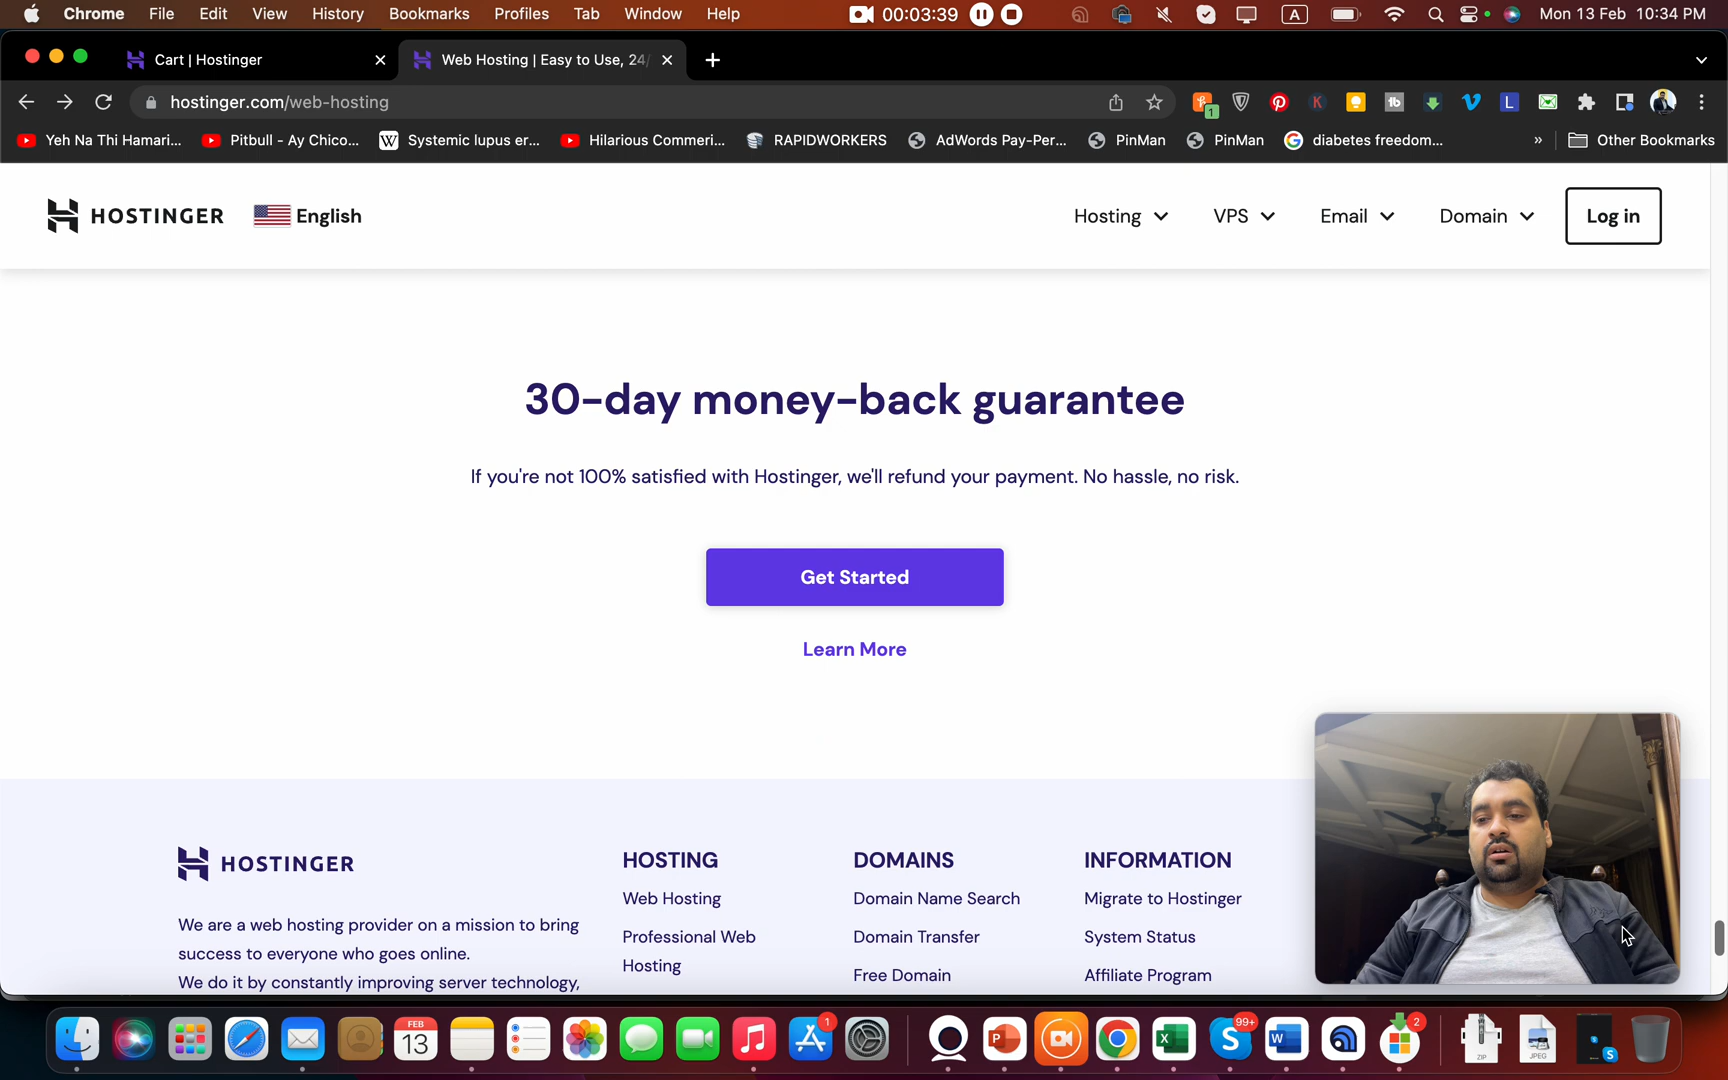 Chrome File Edit View History Bookmarks Profiles Tab Window Help 00:03:39 A Mon 13 Feb 10:34 PM
Cart | Hostinger Web Hosting | Easy to Use, 24/
hostinger.com/web-hosting
Yeh Na Thi Hamari... Pitbull - Ay Chico... Systemic lupus er... Hilarious Commeri... RAPIDWORKERS AdWords Pay-Per... PinMan PinMan diabetes freedom... » Other Bookmarks
HOSTINGER English Hosting VPS Email Domain Log in
30-day money-back guarantee
If you're not 100% satisfied with Hostinger, we'll refund your payment. No hassle, no risk.
Get Started
Learn More
HOSTINGER
We are a web hosting provider on a mission to bring
success to everyone who goes online.
We do it by constantly improving server technology,
HOSTING
Web Hosting
Professional Web
Hosting
DOMAINS
Domain Name Search
Domain Transfer
Free Domain
INFORMATION
Migrate to Hostinger
System Status
Affiliate Program
FEB
13
1
99+
2
ZIP
JPEG